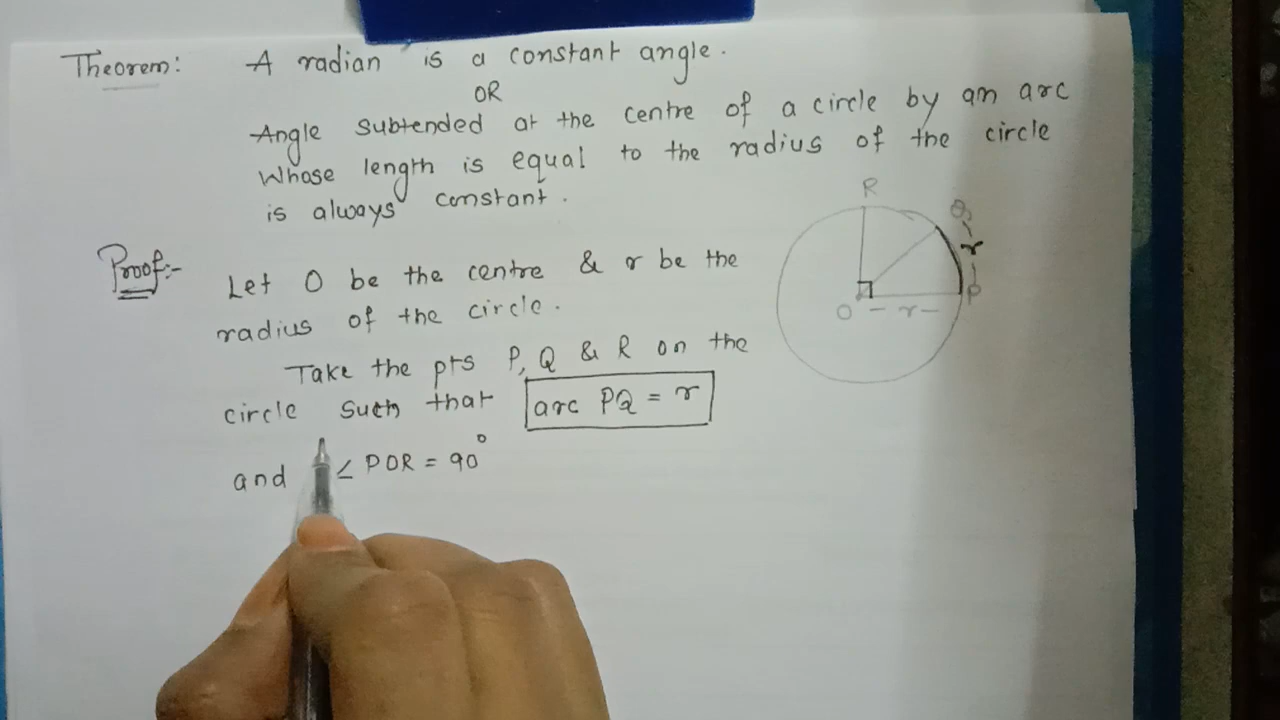 Theorem: A radian is a constant angle.
OR
Angle subtended at the centre of a circle by an arc
whose length is equal to the radius of the circle
is always constant.
Proof:-
Let O be the centre & r be the
radius of the circle.
Take the pts P, Q & R on the
circle such that arc PQ = r
and ∠POR = 90°
R
Q
r
P
O - r -